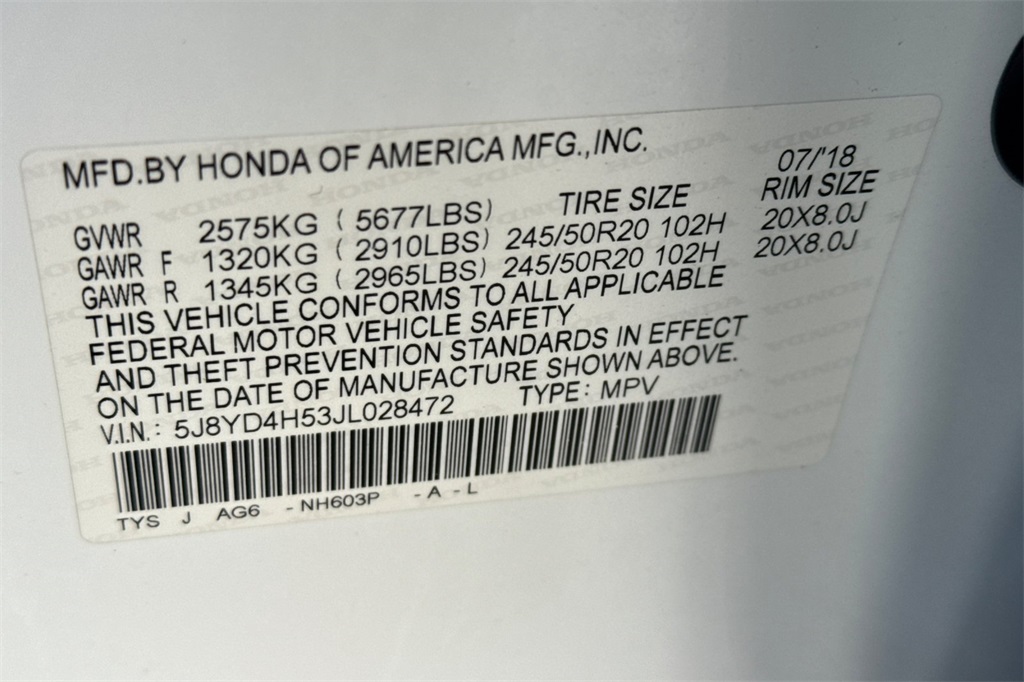 MFD.BY HONDA OF AMERICA MFG.,INC. 07/'18
TIRE SIZE RIM SIZE
GVWR 2575KG ( 5677LBS)
GAWR F 1320KG ( 2910LBS) 245/50R20 102H 20X8.0J
GAWR R 1345KG ( 2965LBS) 245/50R20 102H 20X8.0J
THIS VEHICLE CONFORMS TO ALL APPLICABLE
FEDERAL MOTOR VEHICLE SAFETY
AND THEFT PREVENTION STANDARDS IN EFFECT
ON THE DATE OF MANUFACTURE SHOWN ABOVE.
V.I.N.: 5J8YD4H53JL028472 TYPE: MPV
TYS J AG6 - NH603P - A - L